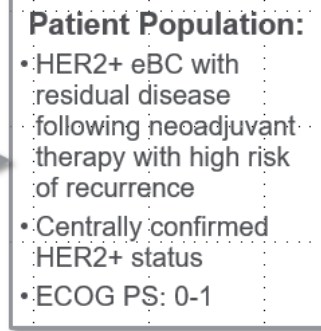 Patient Population:
• HER2+ eBC with
residual disease
following neoadjuvant
therapy with high risk
of recurrence
• Centrally confirmed
HER2+ status
• ECOG PS: 0-1